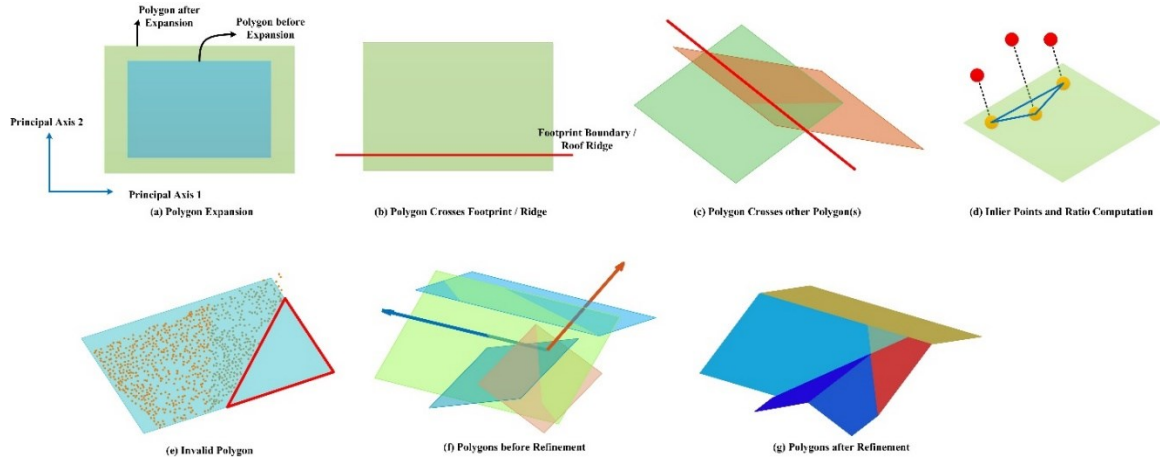 Polygon after
Expansion
Polygon before
Expansion
Principal Axis 2
Principal Axis 1
Footprint Boundary /
Roof Ridge
(a) Polygon Expansion
(b) Polygon Crosses Footprint / Ridge
(c) Polygon Crosses other Polygon(s)
(d) Inlier Points and Ratio Computation
(e) Invalid Polygon
(f) Polygons before Refinement
(g) Polygons after Refinement